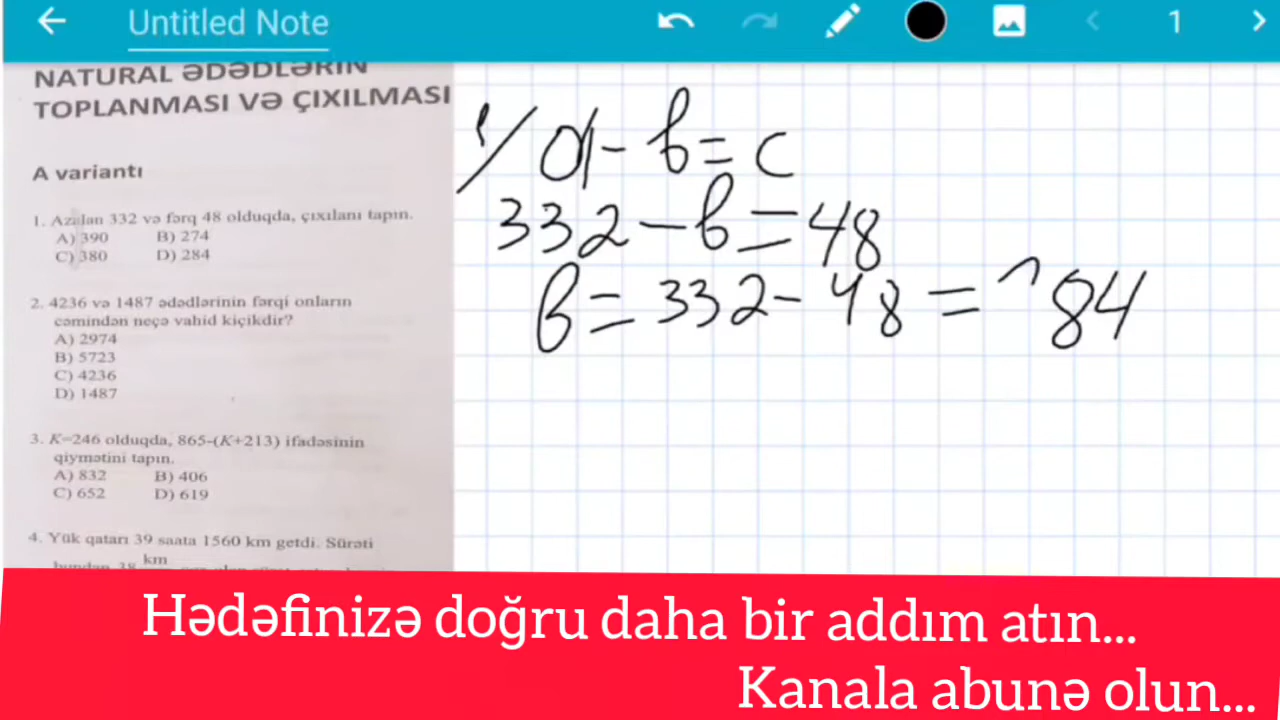 Untitled Note
1
NATURAL ƏDƏDLƏRİN
TOPLANMASI VƏ ÇIXILMASI
A variantı
1. Azalan 332 və fərq 48 olduqda, çıxılanı tapın.
A) 390 B) 274
C) 380 D) 284
2. 4236 və 1487 ədədlərinin fərqi onların
cəmindən neçə vahid kiçikdir?
A) 2974
B) 5723
C) 4236
D) 1487
3. K=246 olduqda, 865-(K+213) ifadəsinin
qiymətini tapın.
A) 832 B) 406
C) 652 D) 619
4. Yük qatarı 39 saata 1560 km getdi. Sürəti
km
1/ a - b = c
332 - b = 48
b = 332 - 48 = 84
Hədəfinizə doğru daha bir addım atın...
Kanala abunə olun...